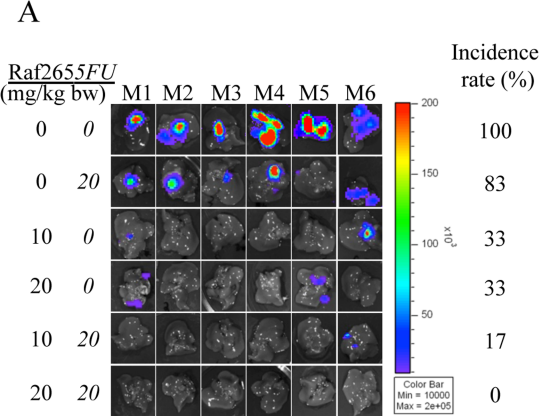 A
Raf265 5FU
(mg/kg bw) M1 M2 M3 M4 M5 M6 Incidence rate (%)
0 0 100
0 20 83
10 0 33
20 0 33
10 20 17
20 20 0
200
150
100
50
x10³
Color Bar
Min = 10000
Max = 2e+05